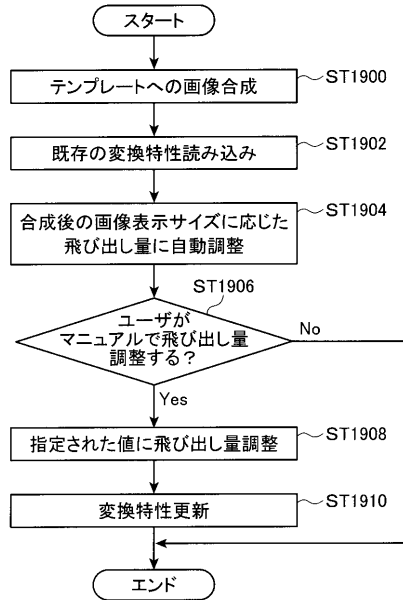 スタート
テンプレートへの画像合成
ST1900
既存の変換特性読み込み
ST1902
合成後の画像表示サイズに応じた
飛び出し量に自動調整
ST1904
ST1906
ユーザが
マニュアルで飛び出し量
調整する?
No
Yes
指定された値に飛び出し量調整
ST1908
変換特性更新
ST1910
エンド